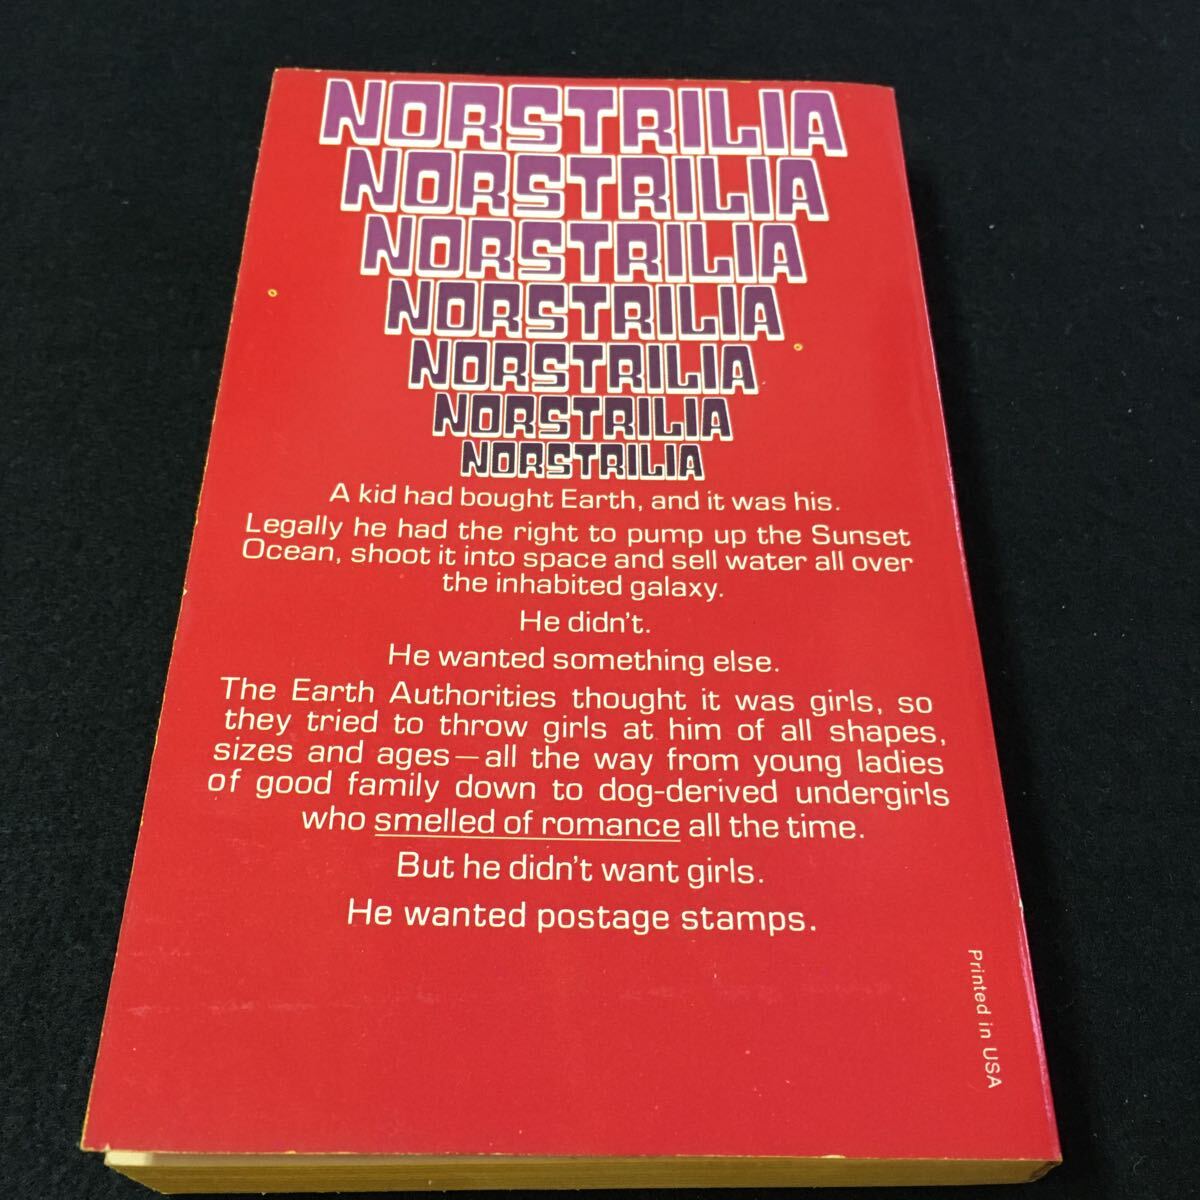 NORSTRILIA
NORSTRILIA
NORSTRILIA
NORSTRILIA
NORSTRILIA
NORSTRILIA
NORSTRILIA
A kid had bought Earth, and it was his.
Legally he had the right to pump up the Sunset
Ocean, shoot it into space and sell water all over
the inhabited galaxy.
He didn't.
He wanted something else.
The Earth Authorities thought it was girls, so
they tried to throw girls at him of all shapes,
sizes and ages—all the way from young ladies
of good family down to dog-derived undergirls
who smelled of romance all the time.
But he didn't want girls.
He wanted postage stamps.
Printed in USA